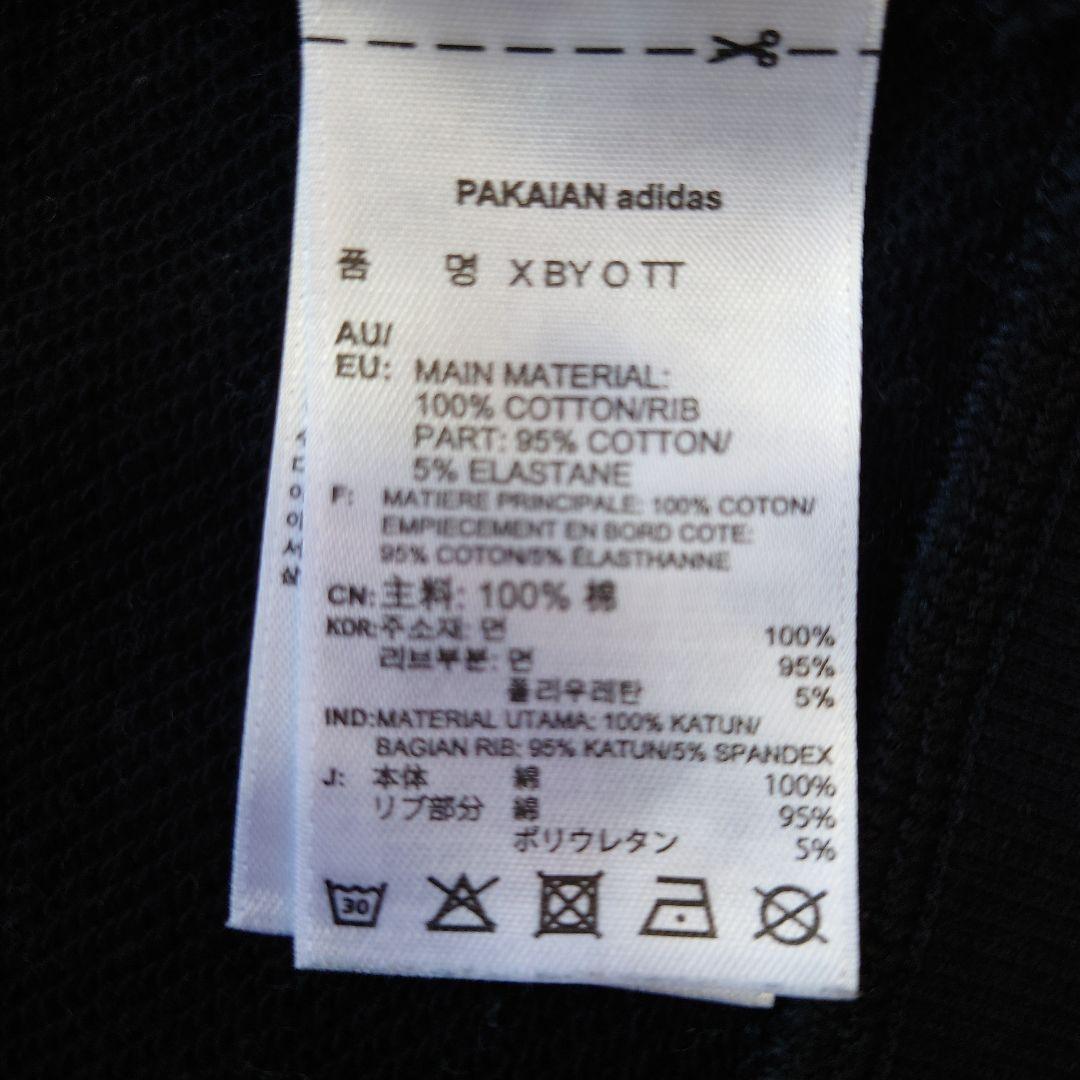 PAKAIAN adidas
품 명 X BY O TT
AU/
EU: MAIN MATERIAL:
100% COTTON/RIB
PART: 95% COTTON/
5% ELASTANE
F: MATIERE PRINCIPALE: 100% COTON/
EMPIECEMENT EN BORD COTE:
95% COTON/5% ÉLASTHANNE
CN: 主料: 100% 棉
KOR: 주소재: 면 100%
리브부분: 면 95%
폴리우레탄 5%
IND: MATERIAL UTAMA: 100% KATUN/
BAGIAN RIB: 95% KATUN/5% SPANDEX
J: 本体 綿 100%
リブ部分 綿 95%
ポリウレタン 5%
30